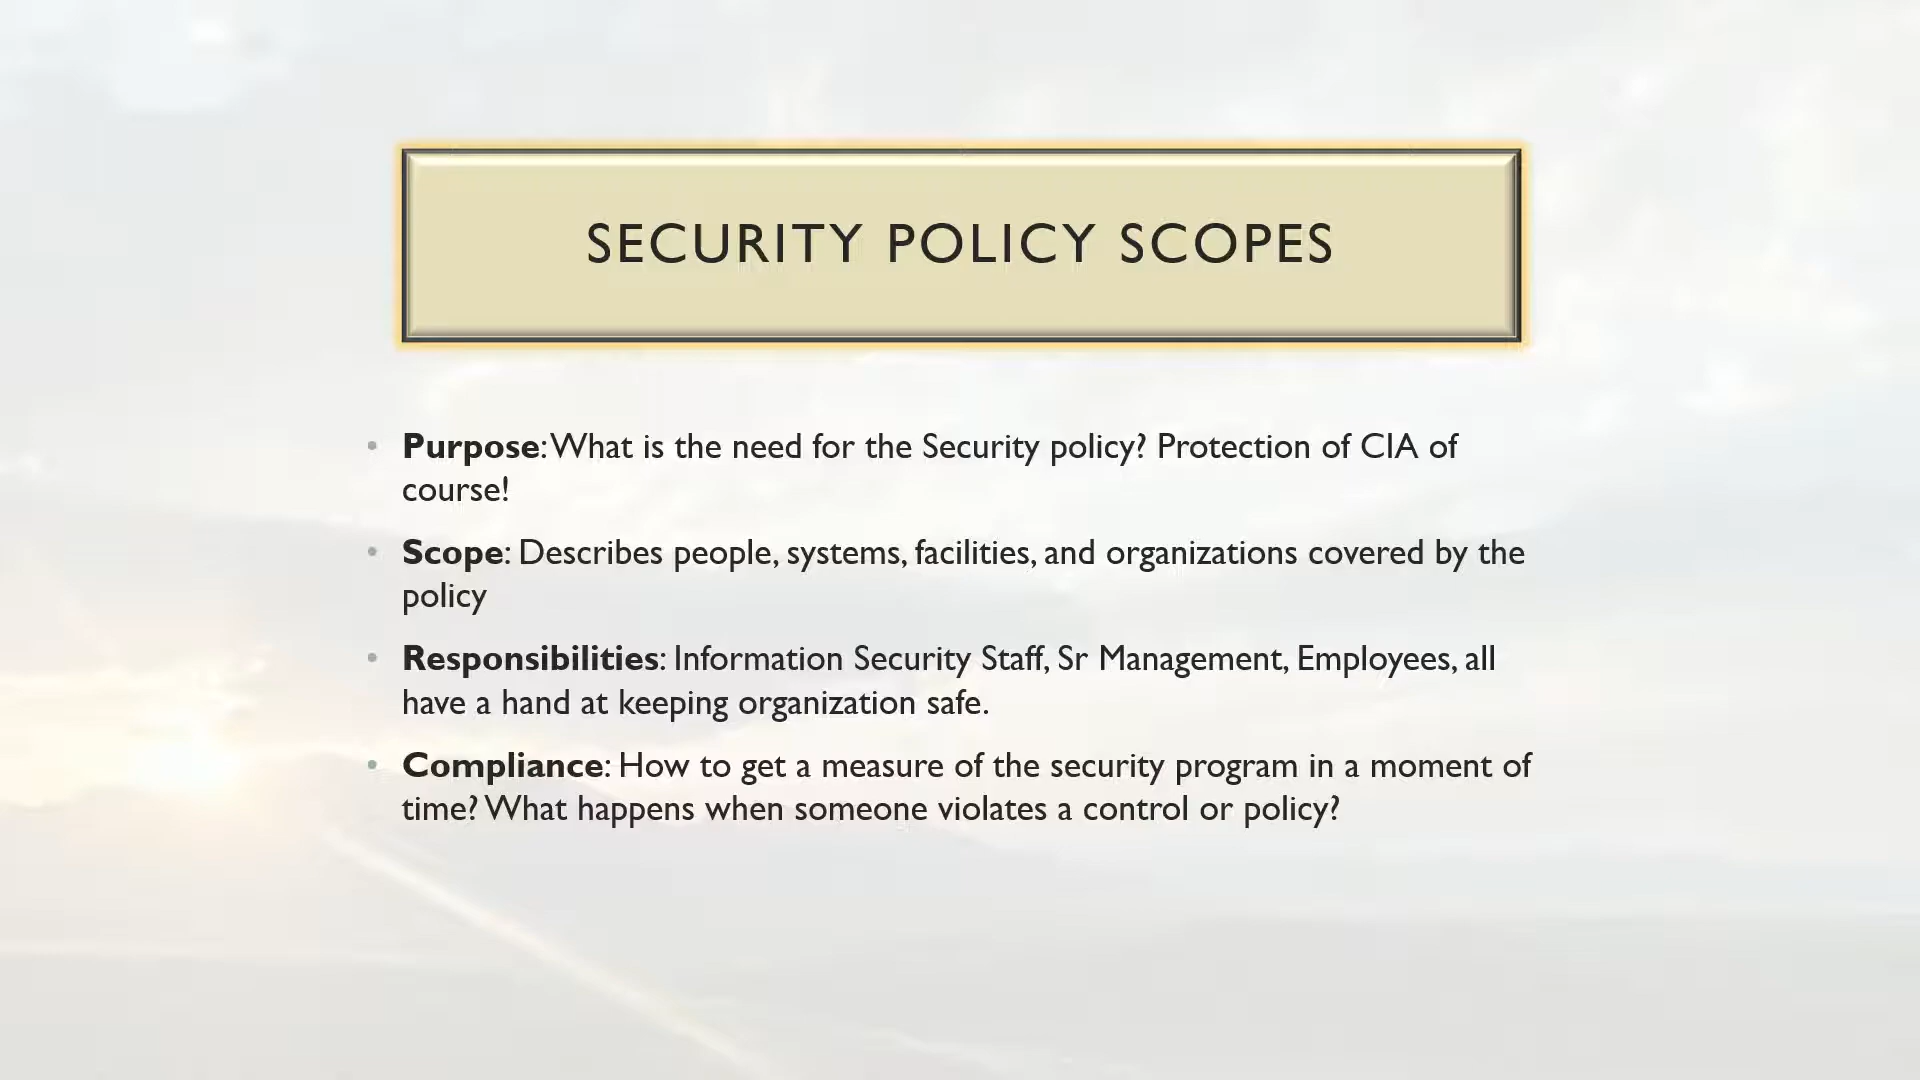 SECURITY POLICY SCOPES
• Purpose: What is the need for the Security policy? Protection of CIA of
course!
• Scope: Describes people, systems, facilities, and organizations covered by the
policy
• Responsibilities: Information Security Staff, Sr Management, Employees, all
have a hand at keeping organization safe.
• Compliance: How to get a measure of the security program in a moment of
time? What happens when someone violates a control or policy?